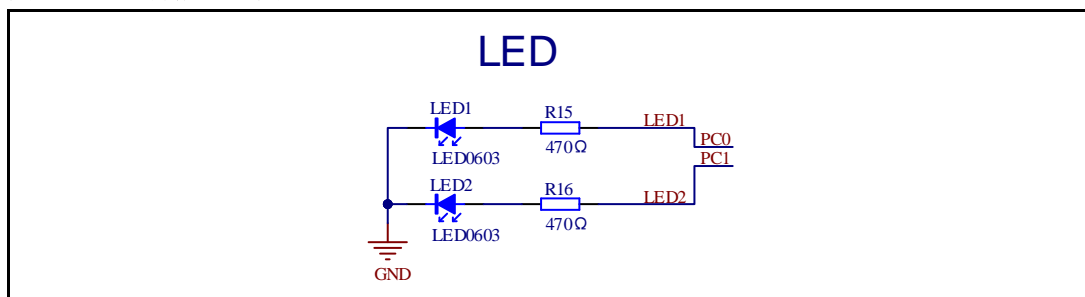 LED
LED1
R15
LED1
PC0
LED0603
470Ω
PC1
LED2
R16
LED2
LED0603
470Ω
GND